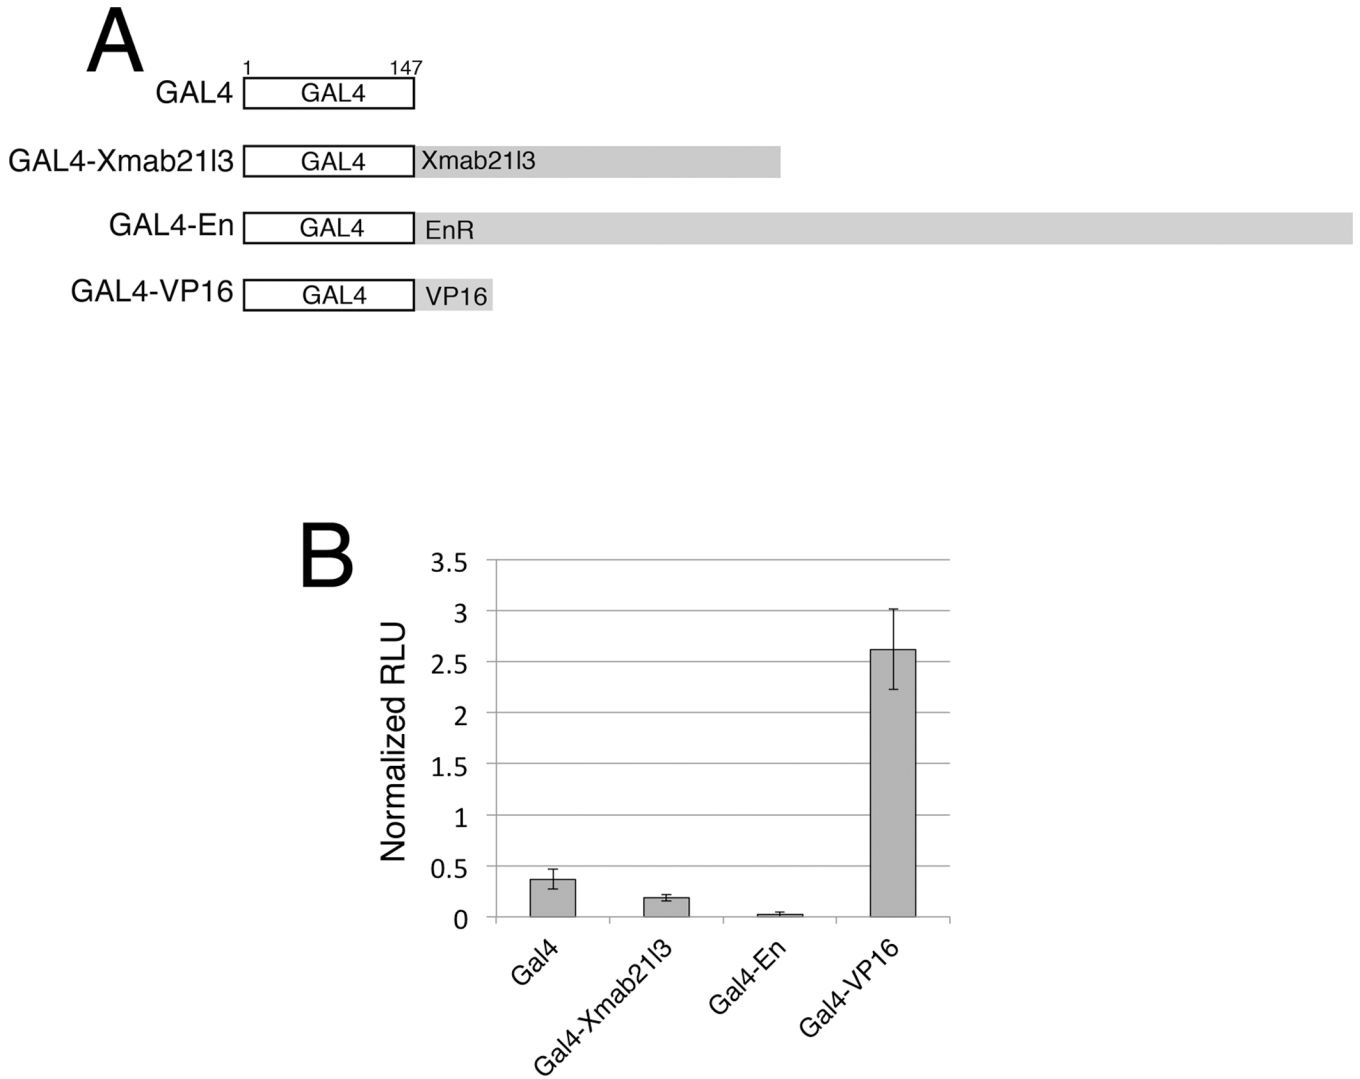 A
1 147
GAL4 GAL4
GAL4-Xmab21l3 GAL4 Xmab21l3
GAL4-En GAL4 EnR
GAL4-VP16 GAL4 VP16
B
Normalized RLU
3.5
3
2.5
2
1.5
1
0.5
0
Gal4
Gal4-Xmab21l3
Gal4-En
Gal4-VP16